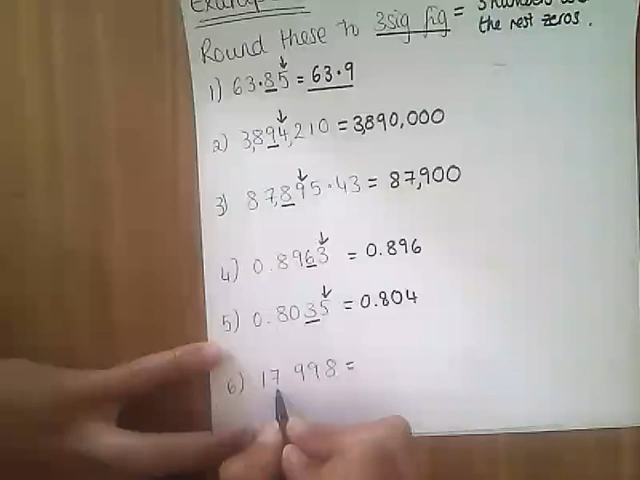 Round these to 3sig fig =
the rest zeros.
1) 63.85 = 63.9
2) 3,894,210 = 3,890,000
3) 87,895.43 = 87,900
4) 0.8963 = 0.896
5) 0.8035 = 0.804
6) 17 998 =